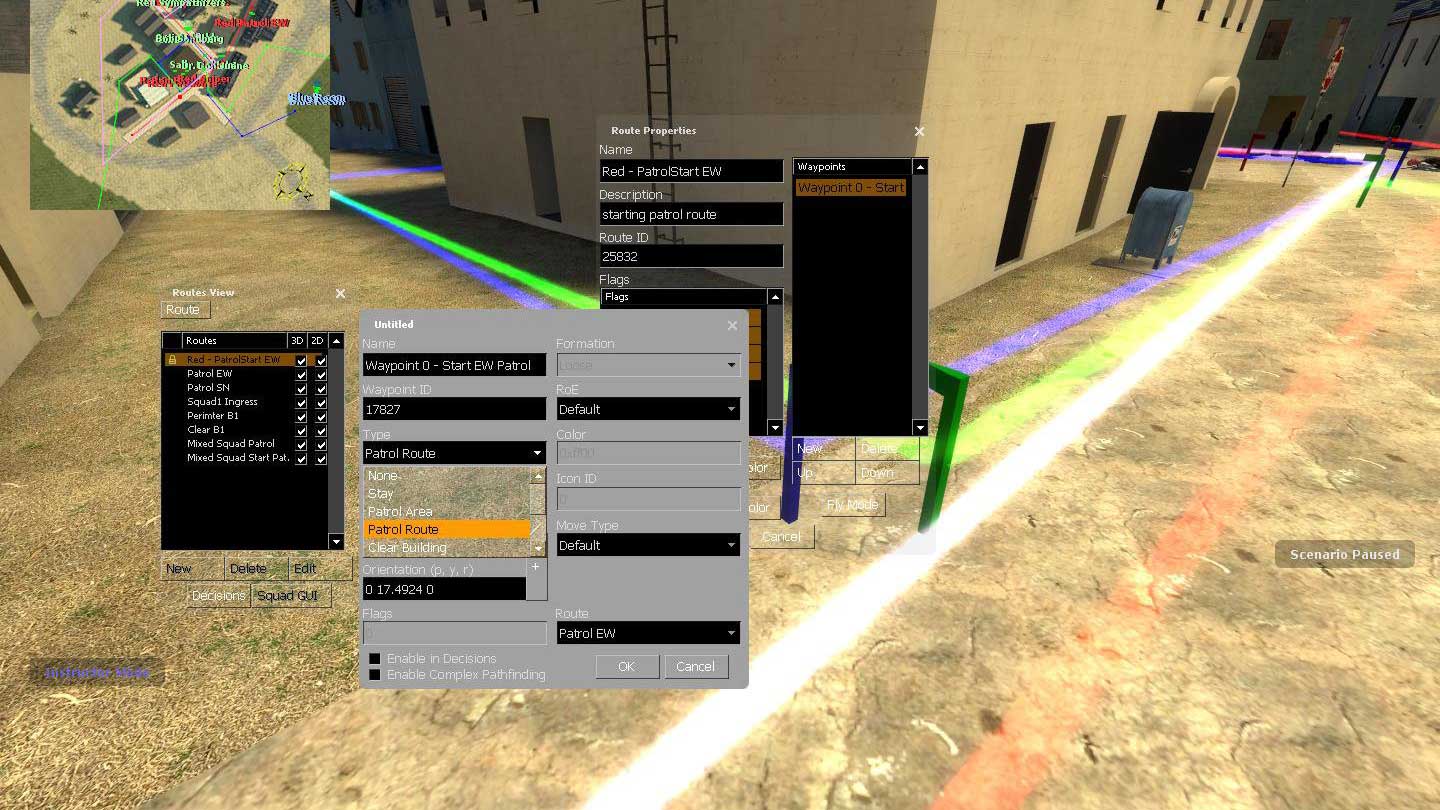 Red Sympathizers
Red Patrol EW
Route Properties
Name
Red - PatrolStart EW
Description
starting patrol route
Route ID
25832
Flags
Flags
Waypoints
Waypoint 0 - Start
New
Delete
Up
Down
Fly Mode
Cancel
Routes View
Route
Routes 3D 2D
Red - PatrolStart EW
Patrol EW
Patrol SN
Squad1 Ingress
Perimter B1
Clear B1
Mixed Squad Patrol
Mixed Squad Start Pat.
New Delete Edit
Decisions Squad GUI
Untitled
Name
Waypoint 0 - Start EW Patrol
Waypoint ID
17827
Type
Patrol Route
None
Stay
Patrol Area
Patrol Route
Clear Building
Orientation (p, y, r)
+
0 17.4924 0
Flags
0
Enable in Decisions
Enable Complex Pathfinding
Formation
Loose
RoE
Default
Color
0xff00
Icon ID
0
Move Type
Default
Route
Patrol EW
OK Cancel
Scenario Paused
Instructor Mode